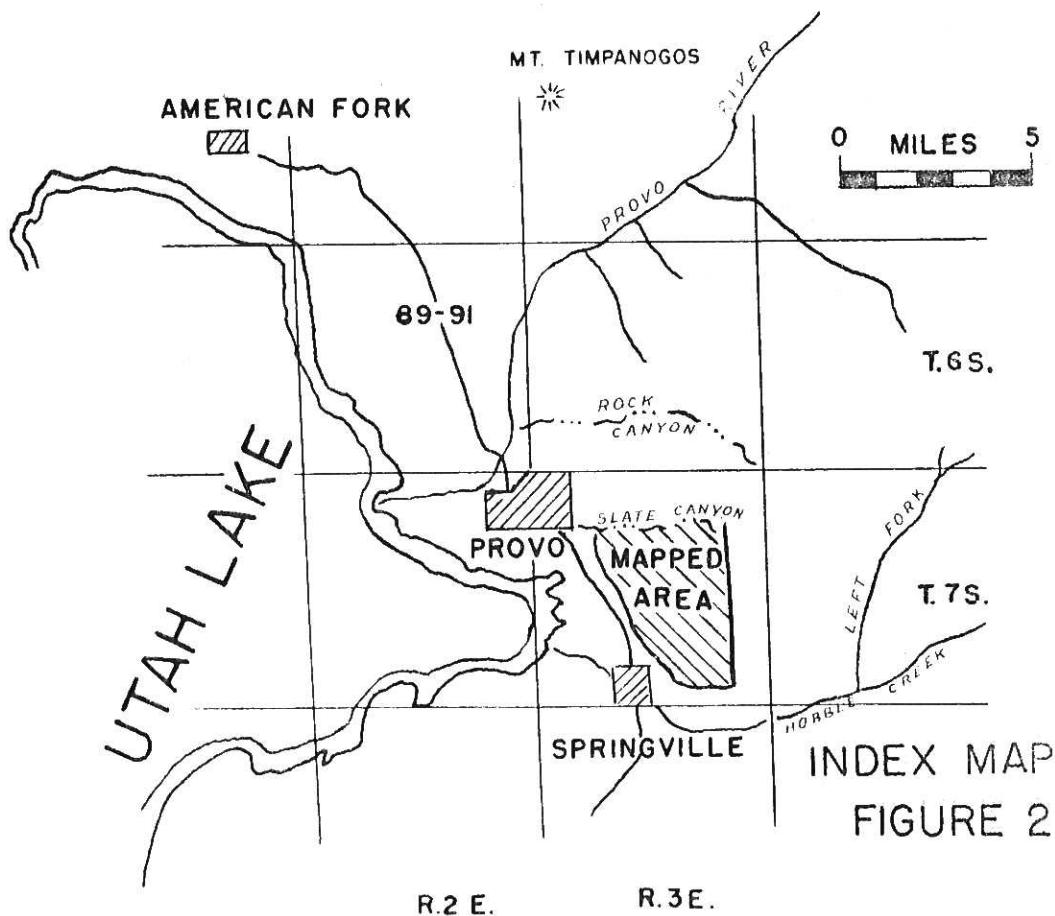 MT. TIMPANOGOS
AMERICAN FORK
RIVER
0 MILES 5
PROVO
89-91
T.6S.
ROCK
CANYON
UTAH LAKE
SLATE CANYON
PROVO
MAPPED
AREA
LEFT FORK
T.7S.
HOBBLE CREEK
SPRINGVILLE
INDEX MAP
FIGURE 2
R.2 E.
R.3E.